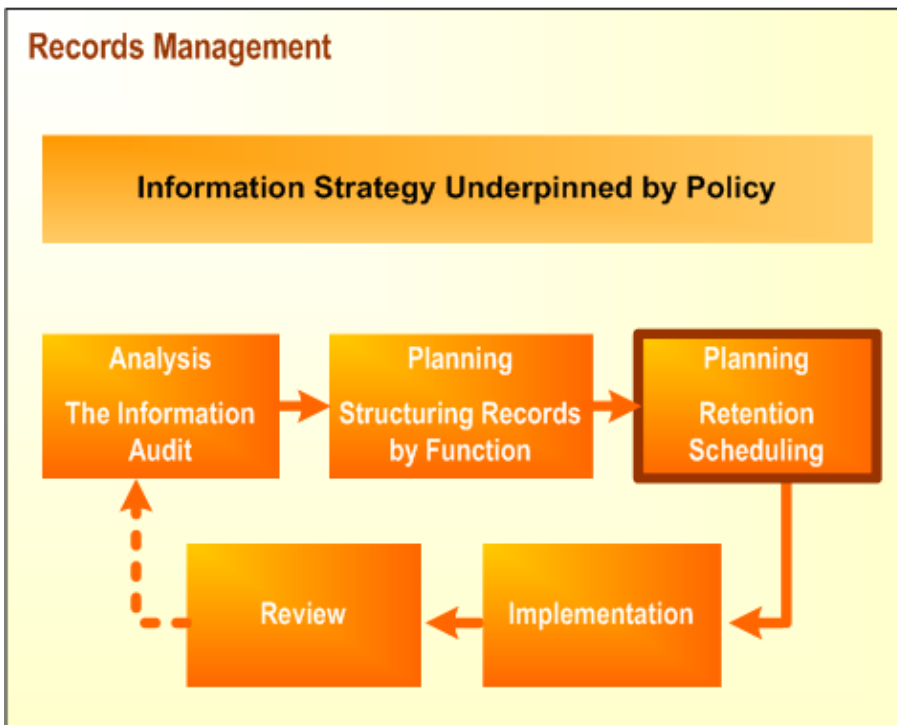 Records Management
Information Strategy Underpinned by Policy
Analysis
The Information
Audit
Planning
Structuring Records
by Function
Planning
Retention
Scheduling
Review
Implementation